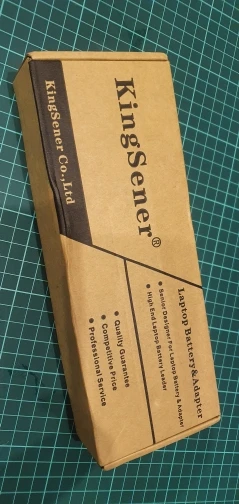 KingSener®
KingSener Co.,Ltd
Laptop Battery&Adapter
● Senior Designer For Laptop Battery & Adapter
● High End Laptop Battery Leader
● Quality Guarantee
● Competitive Price
● Professional Service